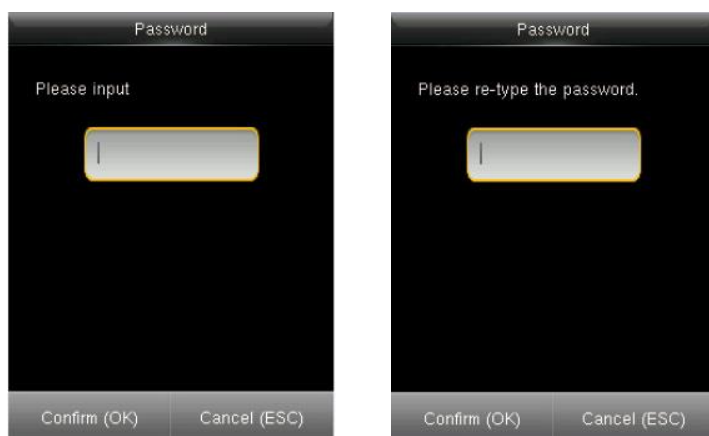 Password
Please input
Confirm (OK) Cancel (ESC)
Password
Please re-type the password.
Confirm (OK) Cancel (ESC)